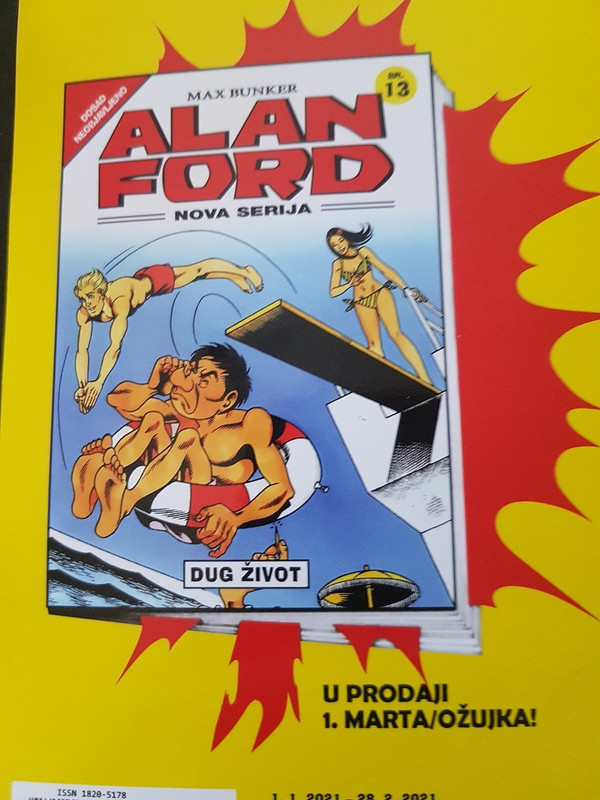 DOSAD
NEOBJAVLJENO
MAX BUNKER
BR.
13
ALAN
FORD
NOVA SERIJA
DUG ŽIVOT
U PRODAJI
1. MARTA/OŽUJKA!
ISSN 1820-5178
1. 1. 2021 – 28. 2. 2021